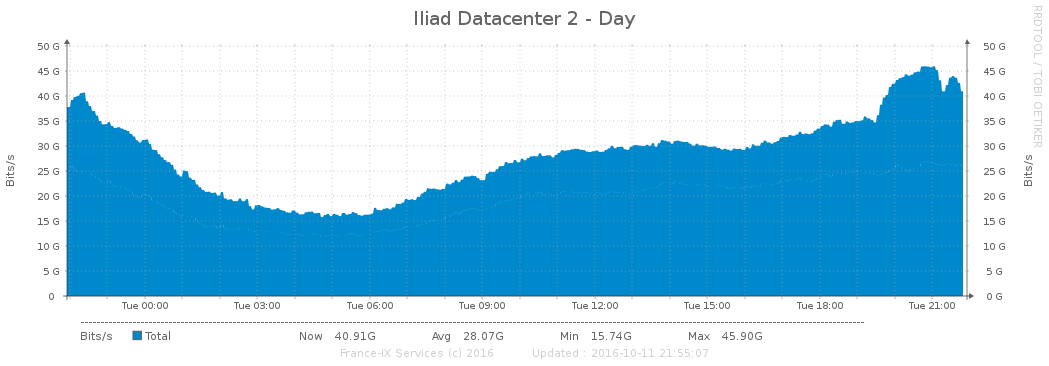 Iliad Datacenter 2 - Day
RRDTOOL / TOBI OETIKER
Bits/s
50 G 50 G
45 G 45 G
40 G 40 G
35 G 35 G
30 G 30 G
25 G 25 G
20 G 20 G
15 G 15 G
10 G 10 G
5 G 5 G
0 0 G
Bits/s
Tue 00:00 Tue 03:00 Tue 06:00 Tue 09:00 Tue 12:00 Tue 15:00 Tue 18:00 Tue 21:00
Bits/s Total Now 40.91G Avg 28.07G Min 15.74G Max 45.90G
France-IX Services (c) 2016 Updated : 2016-10-11 21:55:07